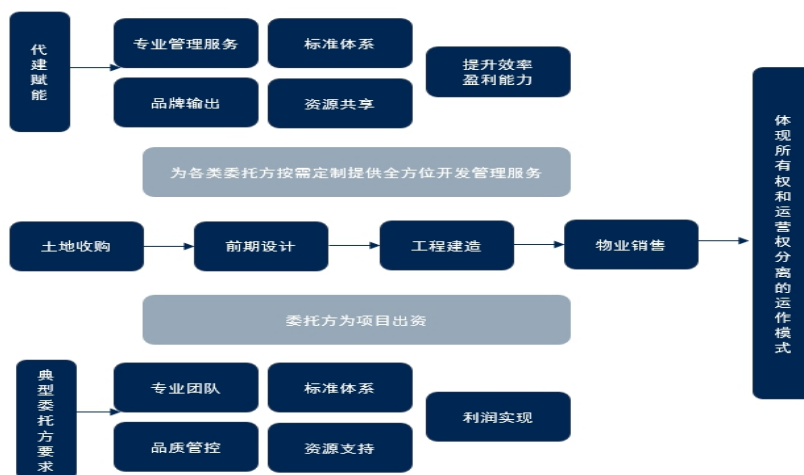 代建赋能
专业管理服务
标准体系
提升效率
盈利能力
品牌输出
资源共享
为各类委托方按需定制提供全方位开发管理服务
土地收购
前期设计
工程建造
物业销售
体现所有权和运营权分离的运作模式
委托方为项目出资
典型委托方要求
专业团队
标准体系
利润实现
品质管控
资源支持